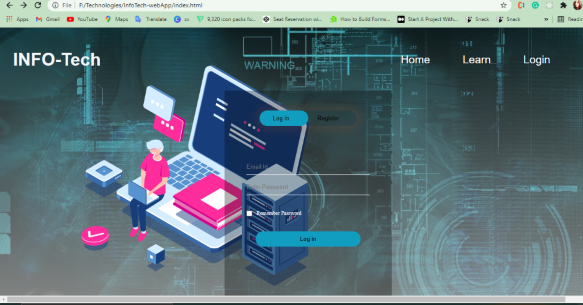 File | F:/Technologies/InfoTech-webApp/index.html
Apps Gmail YouTube Maps Translate cs 9,320 icon packs fo... Seat Reservation wi... How to Build Forms... Start A Project With... Snack Snack » Readin
INFO-Tech
Home Learn Login
WARNING
Log in Register
Email Id
Password
Remember Password
Log in